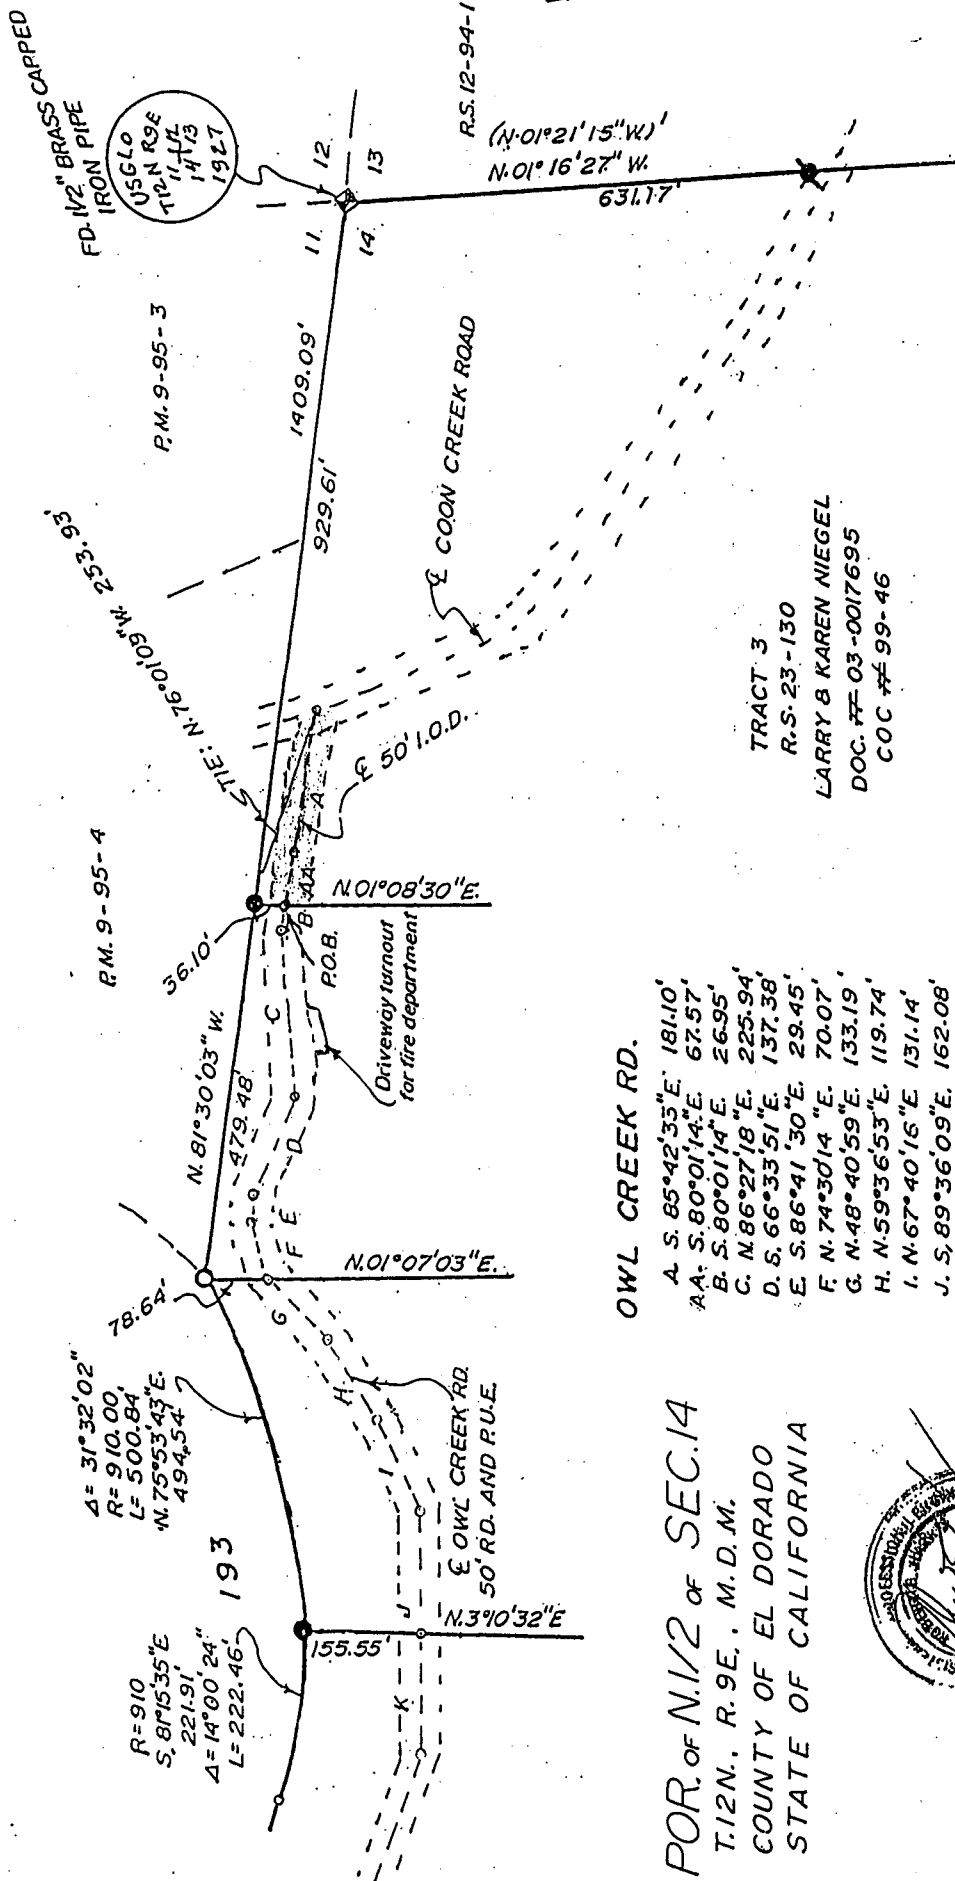 FD. 1 1/2" BRASS CAPPED
IRON PIPE
USGLO
T12N R9E
11 12
14 13
1927
12
13
11
14
R.S. 12-94-1
(N.01°21'15"W.)'
N.01°16'27" W.
631.17'
P.M. 9-95-3
1409.09'
929.61'
℄ COON CREEK ROAD
TIE: N.76°01'09"W. 253.93'
℄ 50' I.O.D.
A
AA
B
P.O.B.
N.01°08'30"E.
36.10'
P.M. 9-95-4
N.81°30'03"W.
479.48'
C
D
E
F
G
H
I
J
K
Driveway turnout
for fire department
N.01°07'03"E.
78.64'
Δ= 31°32'02"
R= 910.00'
L= 500.84'
N.75°53'43"E.
494.54'
193
R=910
S. 81°15'35"E
221.91'
Δ=14°00'24"
L=222.46'
155.55'
N.3°10'32"E
℄ OWL CREEK RD.
50' RD. AND P.U.E.
TRACT 3
R.S. 23-130
LARRY & KAREN NIEGEL
DOC. # 03-0017695
COC # 99-46
OWL CREEK RD.
A. S. 85°42'33"E. 181.10'
AA. S.80°01'14"E. 67.57'
B. S.80°01'14"E. 26.95'
C. N.86°27'18"E. 225.94'
D. S. 66°33'51"E. 137.38'
E. S.86°41'30"E. 29.45'
F. N.74°30'14"E. 70.07'
G. N.48°40'59"E. 133.19'
H. N.59°36'53"E. 119.74'
I. N.67°40'16"E 131.14'
J. S, 89°36'09"E. 162.08'
POR. OF N.1/2 OF SEC.14
T.12N., R.9E., M.D.M.
COUNTY OF EL DORADO
STATE OF CALIFORNIA